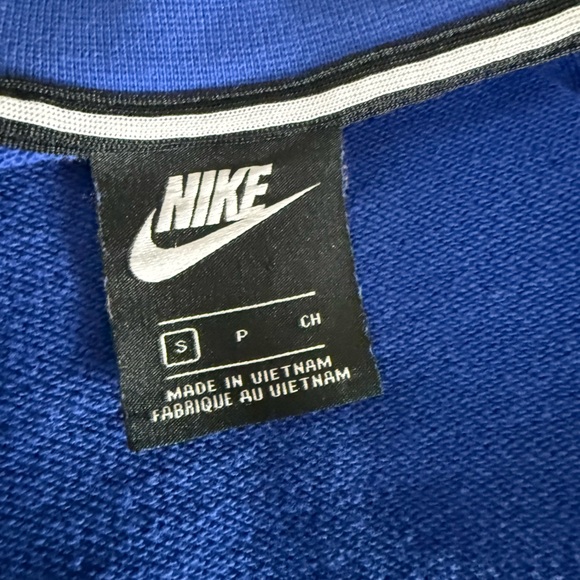 NIKE
S P CH
MADE IN VIETNAM
FABRIQUE AU VIETNAM